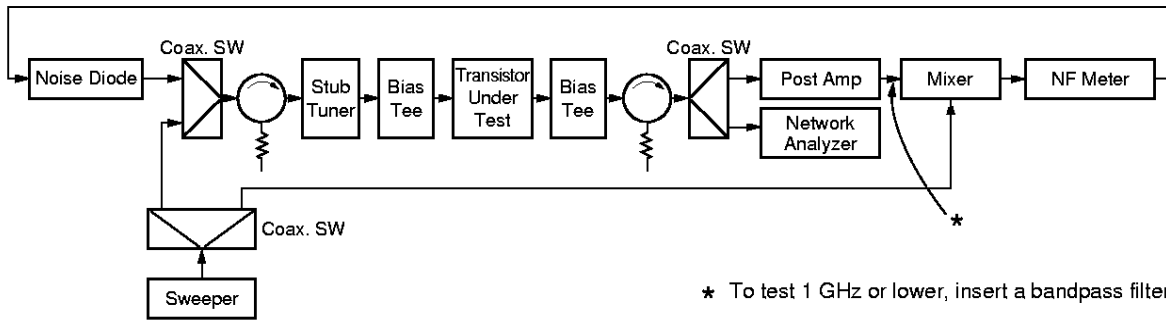 Coax. SW
Coax. SW
Noise Diode
Stub
Tuner
Bias
Tee
Transistor
Under
Test
Bias
Tee
Post Amp
Mixer
NF Meter
Network
Analyzer
*
Coax. SW
Sweeper
* To test 1 GHz or lower, insert a bandpass filter